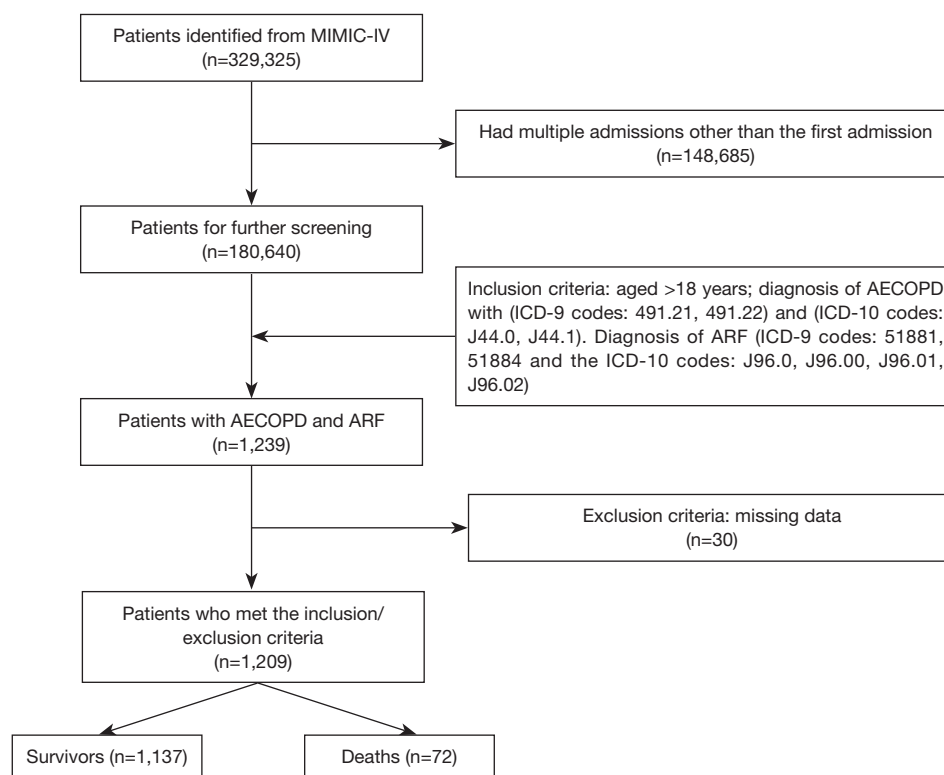 Patients identified from MIMIC-IV
(n=329,325)
Had multiple admissions other than the first admission
(n=148,685)
Patients for further screening
(n=180,640)
Inclusion criteria: aged >18 years; diagnosis of AECOPD
with (ICD-9 codes: 491.21, 491.22) and (ICD-10 codes:
J44.0, J44.1). Diagnosis of ARF (ICD-9 codes: 51881,
51884 and the ICD-10 codes: J96.0, J96.00, J96.01,
J96.02)
Patients with AECOPD and ARF
(n=1,239)
Exclusion criteria: missing data
(n=30)
Patients who met the inclusion/
exclusion criteria
(n=1,209)
Survivors (n=1,137)
Deaths (n=72)